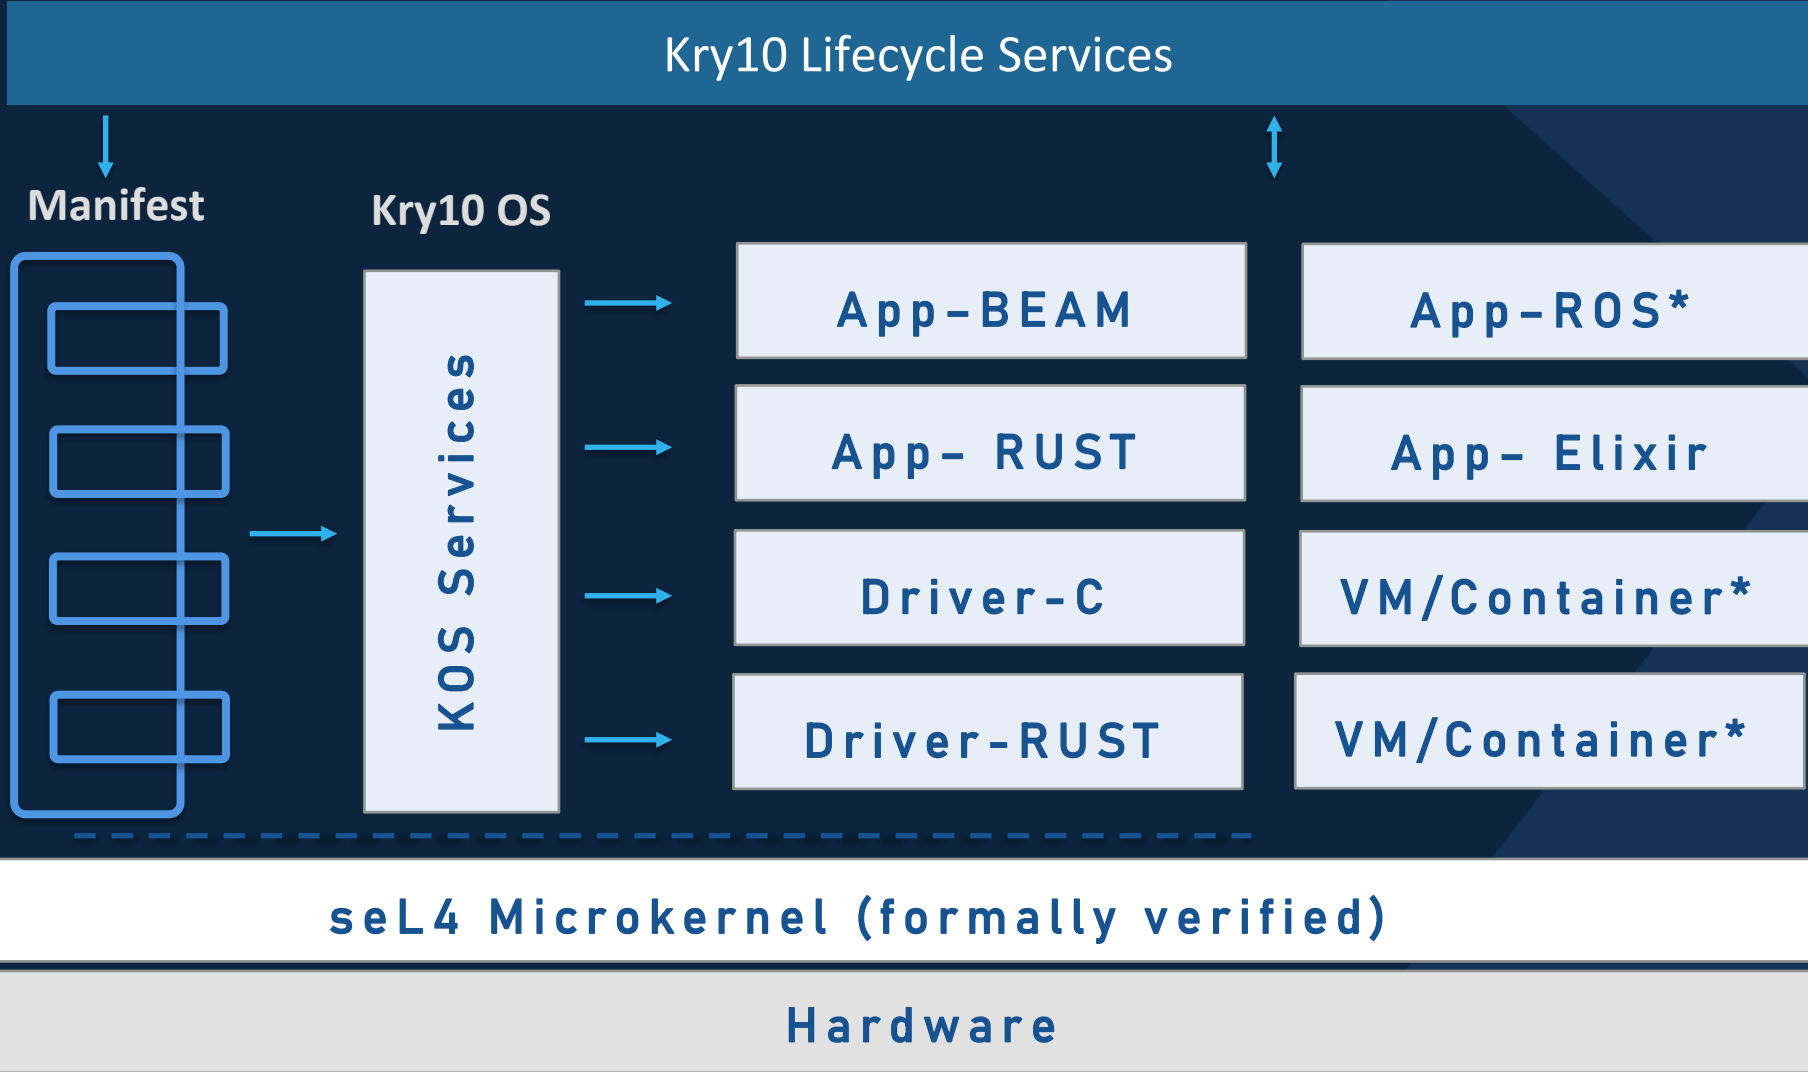 Kry10 Lifecycle Services
Manifest
Kry10 OS
KOS Services
App-BEAM
App-ROS*
App- RUST
App- Elixir
Driver-C
VM/Container*
Driver-RUST
VM/Container*
seL4 Microkernel (formally verified)
Hardware